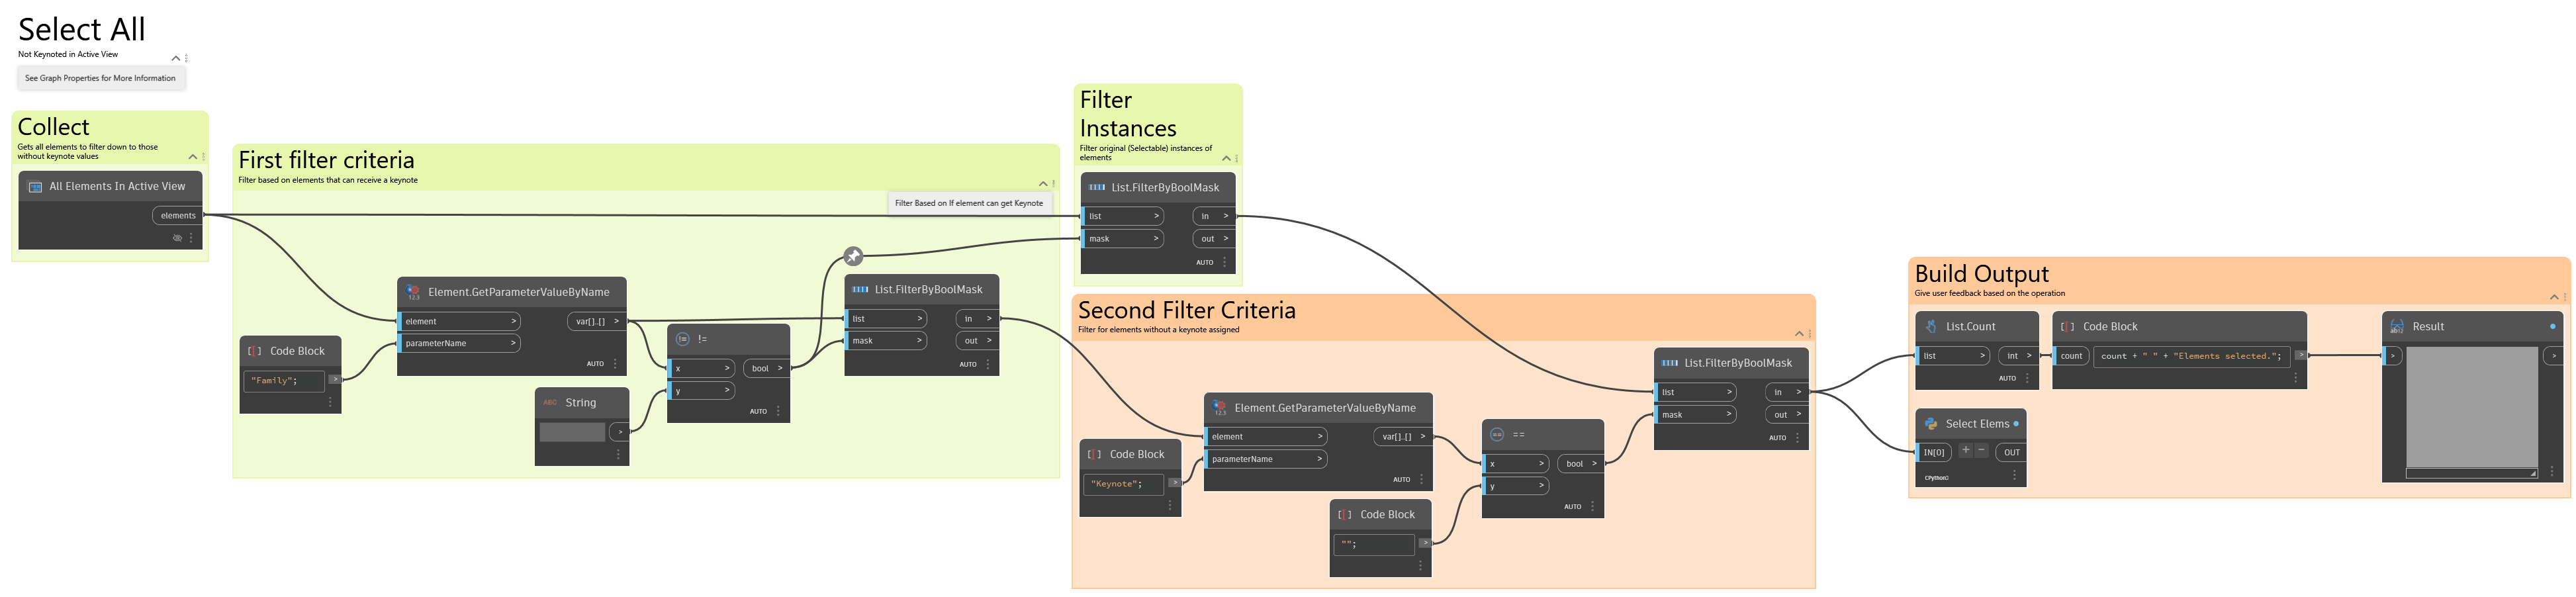 Select All
Not Keynoted in Active View
See Graph Properties for More Information
Collect
Gets all elements to filter down to those
without keynote values
All Elements In Active View
elements
First filter criteria
Filter based on elements that can receive a keynote
Filter Based on If element can get Keynote
Code Block
"Family";
>
Element.GetParameterValueByName
element >
parameterName >
var[]..[] >
AUTO
ABC String
>
!=
x >
y >
bool >
AUTO
List.FilterByBoolMask
list >
mask >
in >
out >
AUTO
Filter
Instances
Filter original (Selectable) instances of
elements
List.FilterByBoolMask
list >
mask >
in >
out >
AUTO
Second Filter Criteria
Filter for elements without a keynote assigned
Code Block
"Keynote";
>
Element.GetParameterValueByName
element >
parameterName >
var[]..[] >
AUTO
Code Block
"";
>
==
x >
y >
bool >
AUTO
List.FilterByBoolMask
list >
mask >
in >
out >
AUTO
Build Output
Give user feedback based on the operation
List.Count
list >
int >
AUTO
Code Block
count
count + " " + "Elements selected.";
>
Select Elems
IN[0] + − OUT
CPython3
Result
>
>